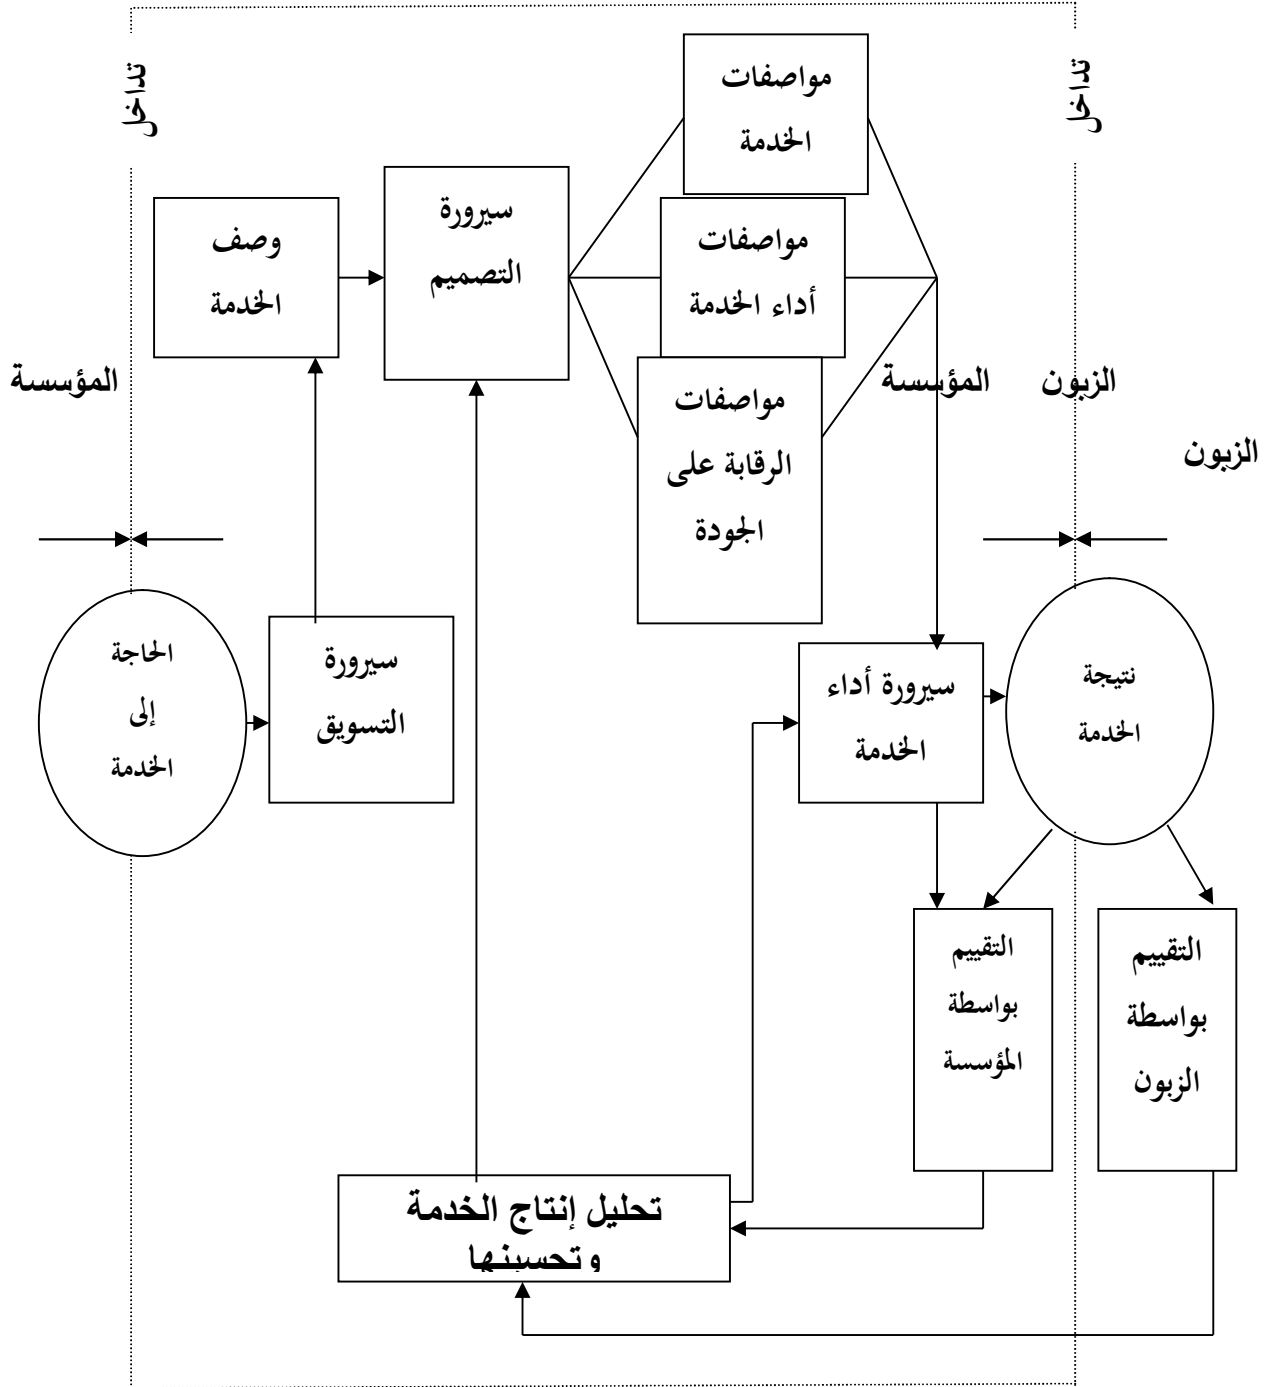 تداخل
تداخل
مواصفات
الخدمة
سيرورة
التصميم
وصف
الخدمة
مواصفات
أداء الخدمة
مواصفات
الرقابة على
الجودة
المؤسسة
الزبون
المؤسسة
الزبون
الحاجة
إلى
الخدمة
سيرورة
التسويق
سيرورة أداء
الخدمة
نتيجة
الخدمة
التقييم
بواسطة
المؤسسة
التقييم
بواسطة
الزبون
تحليل إنتاج الخدمة
وتحسينها